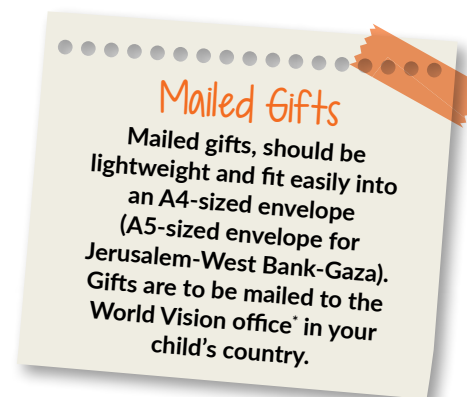 Mailed Gifts
Mailed gifts, should be
lightweight and fit easily into
an A4-sized envelope
(A5-sized envelope for
Jerusalem-West Bank-Gaza).
Gifts are to be mailed to the
World Vision office* in your
child's country.